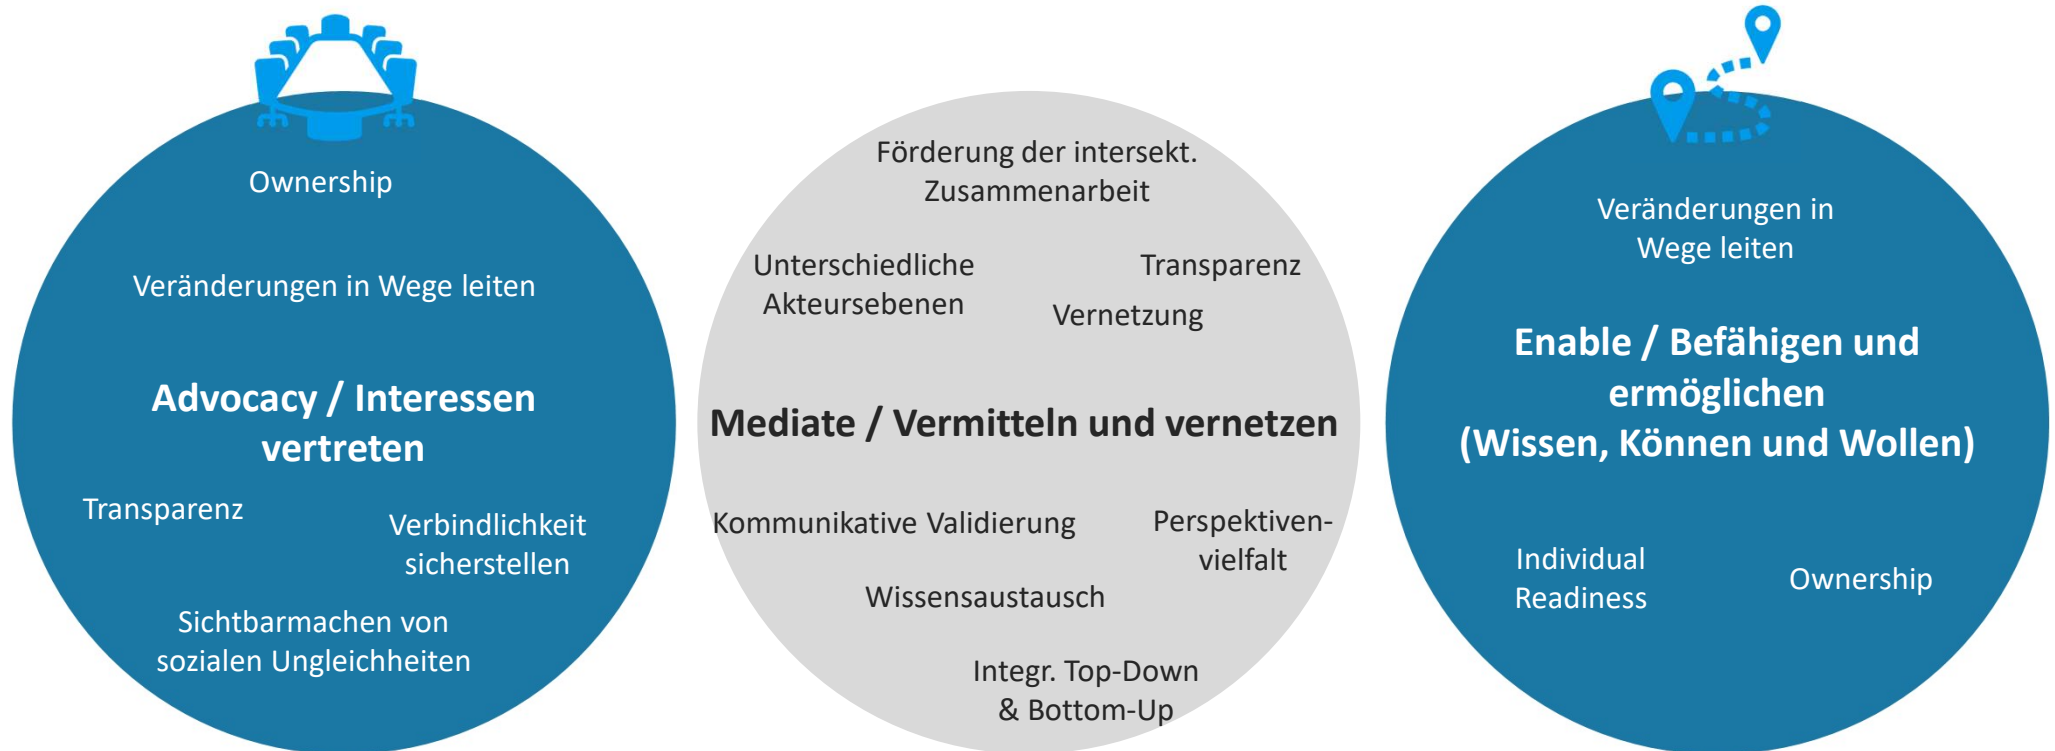 Ownership
Veränderungen in Wege leiten
Advocacy / Interessen
vertreten
Transparenz
Verbindlichkeit
sicherstellen
Sichtbarmachen von
sozialen Ungleichheiten
Förderung der intersekt.
Zusammenarbeit
Unterschiedliche
Akteursebenen
Transparenz
Vernetzung
Mediate / Vermitteln und vernetzen
Kommunikative Validierung
Perspektiven-
vielfalt
Wissensaustausch
Integr. Top-Down
& Bottom-Up
Veränderungen in
Wege leiten
Enable / Befähigen und
ermöglichen
(Wissen, Können und Wollen)
Individual
Readiness
Ownership